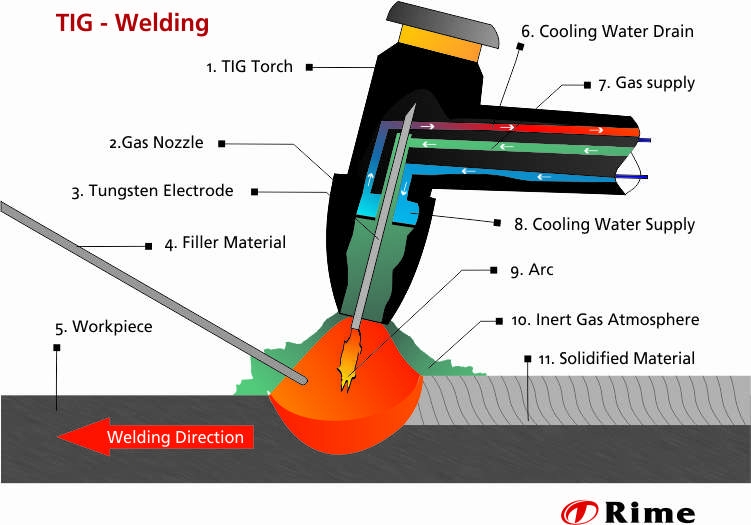 TIG - Welding
1. TIG Torch
2.Gas Nozzle
3. Tungsten Electrode
4. Filler Material
5. Workpiece
6. Cooling Water Drain
7. Gas supply
8. Cooling Water Supply
9. Arc
10. Inert Gas Atmosphere
11. Solidified Material
Welding Direction
Rime